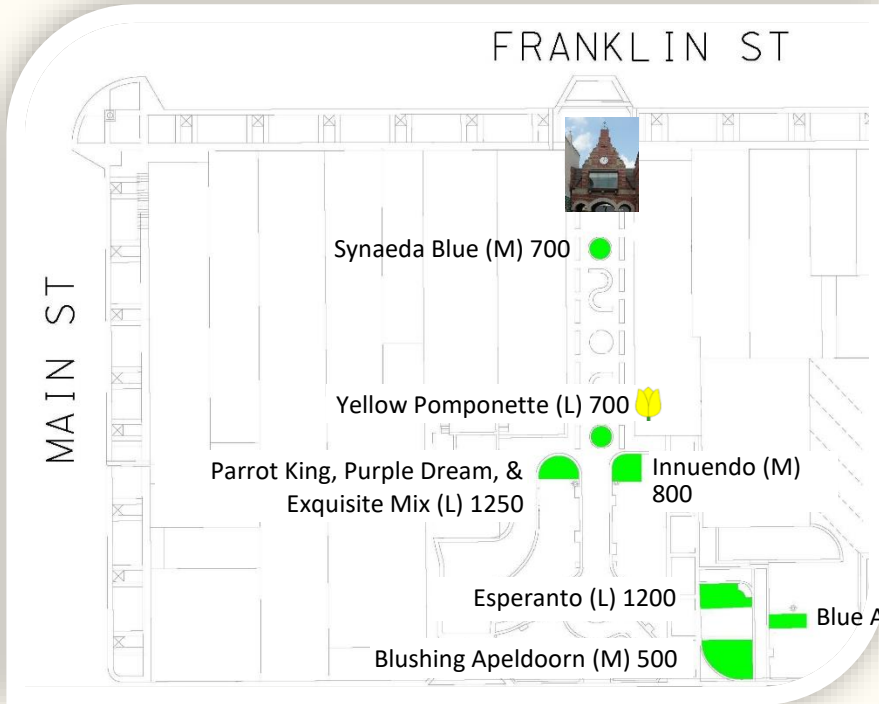 FRANKLIN ST
MAIN ST
Synaeda Blue (M) 700
Yellow Pomponette (L) 700
Parrot King, Purple Dream, &
Exquisite Mix (L) 1250
Innuendo (M)
800
Esperanto (L) 1200
Blue A
Blushing Apeldoorn (M) 500